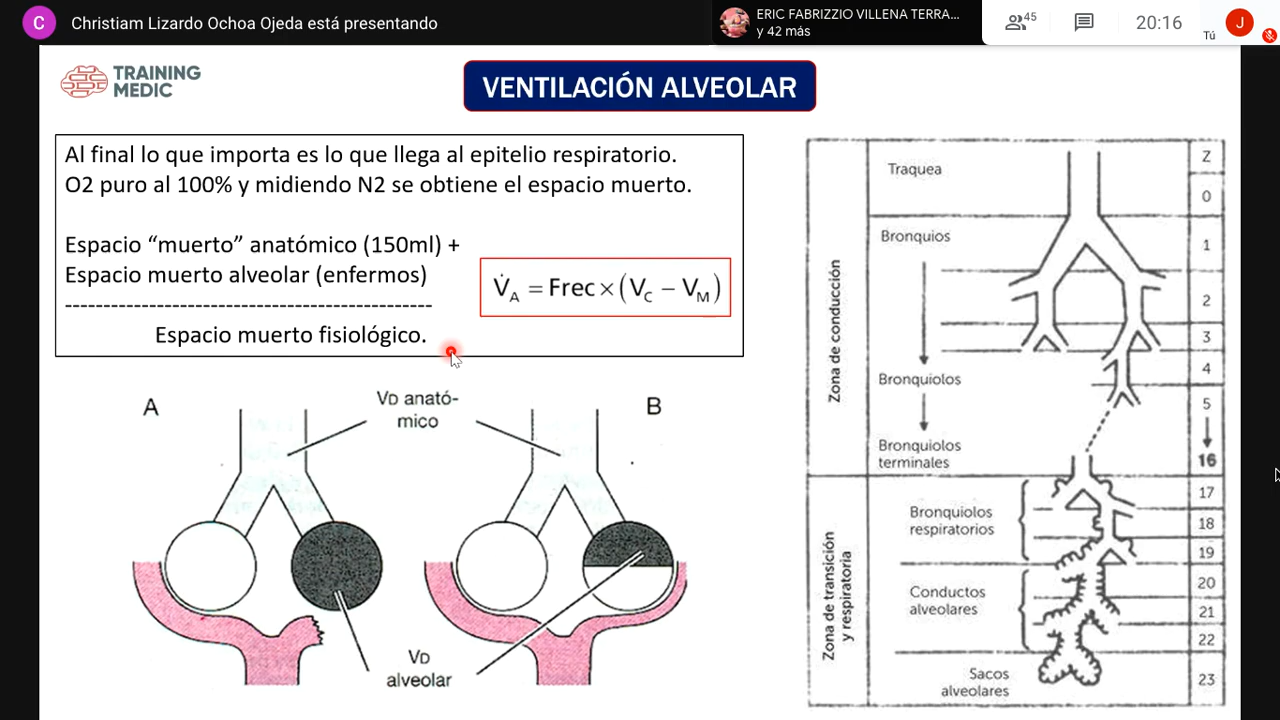 C
Christiam Lizardo Ochoa Ojeda está presentando
ERIC FABRIZZIO VILLENA TERRA...
y 42 más
45
20:16
Tú
J
TRAINING
MEDIC
VENTILACIÓN ALVEOLAR
Al final lo que importa es lo que llega al epitelio respiratorio.
O2 puro al 100% y midiendo N2 se obtiene el espacio muerto.
Espacio “muerto” anatómico (150ml) +
Espacio muerto alveolar (enfermos)
------------------------------------------------
Espacio muerto fisiológico.
V̇A = Frec × (VC − VM)
A
VD anató-
mico
B
VD
alveolar
Zona de conducción
Traquea
Bronquios
Bronquiolos
Bronquiolos
terminales
Zona de transición
y respiratoria
Bronquiolos
respiratorios
Conductos
alveolares
Sacos
alveolares
Z
0
1
2
3
4
5
16
17
18
19
20
21
22
23